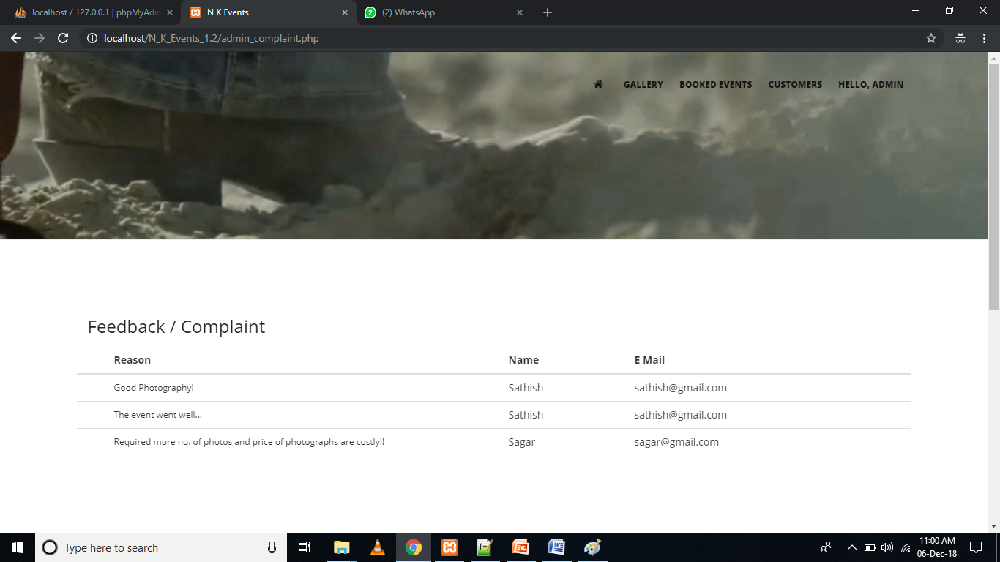 localhost / 127.0.0.1 | phpMyAdm
N K Events
(2) WhatsApp
localhost/N_K_Events_1.2/admin_complaint.php
GALLERY BOOKED EVENTS CUSTOMERS HELLO, ADMIN
Feedback / Complaint
Reason Name E Mail
Good Photography! Sathish sathish@gmail.com
The event went well... Sathish sathish@gmail.com
Required more no. of photos and price of photographs are costly!! Sagar sagar@gmail.com
Type here to search
11:00 AM
06-Dec-18